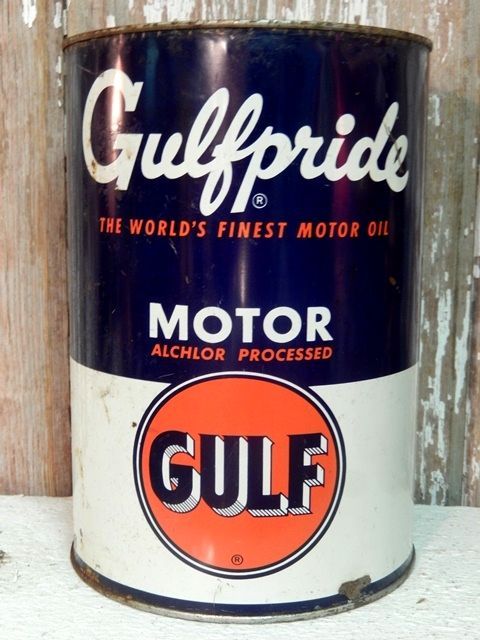 Gulfpride
®
THE WORLD'S FINEST MOTOR OIL
MOTOR
ALCHLOR PROCESSED
GULF
®